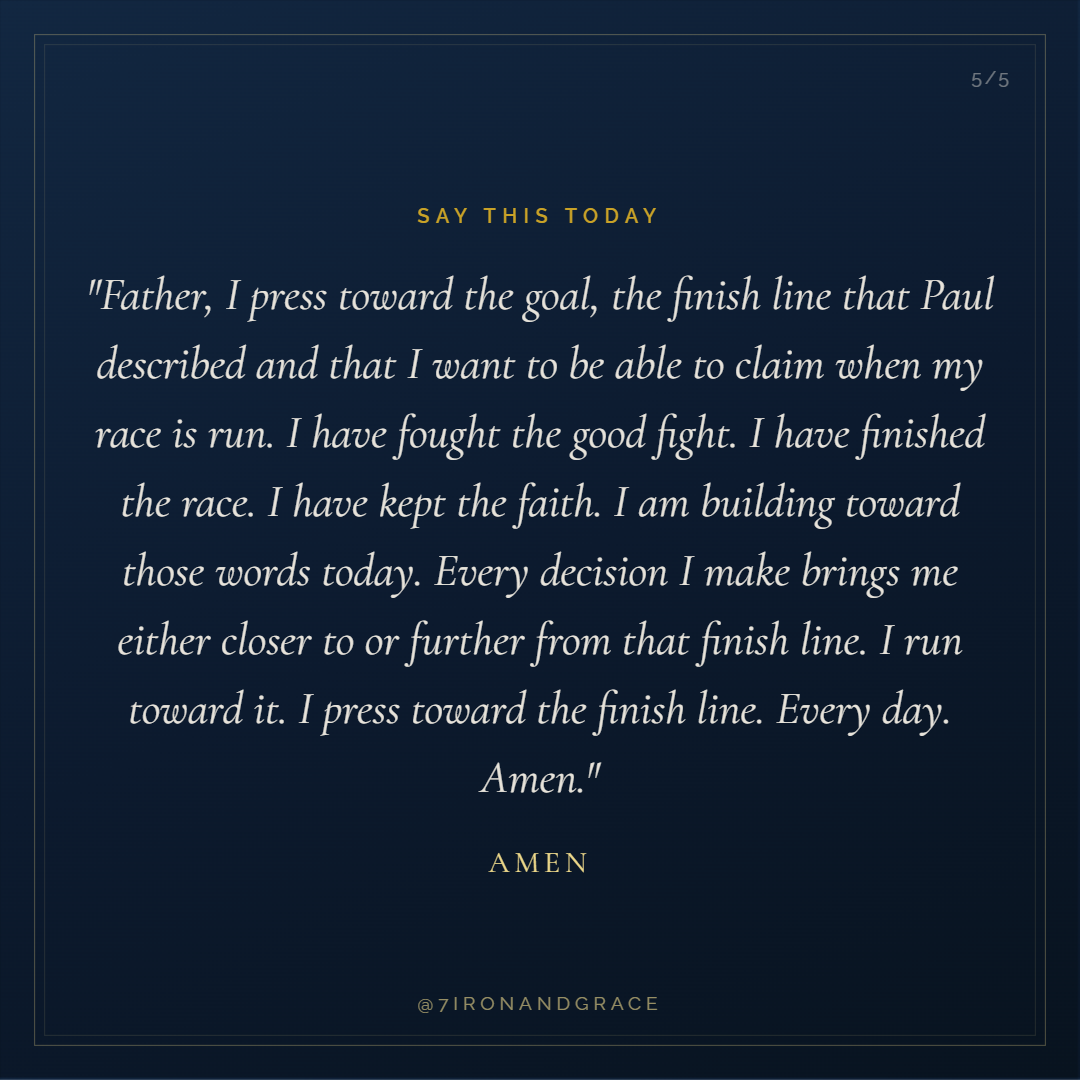 5/5
SAY THIS TODAY
"Father, I press toward the goal, the finish line that Paul
described and that I want to be able to claim when my
race is run. I have fought the good fight. I have finished
the race. I have kept the faith. I am building toward
those words today. Every decision I make brings me
either closer to or further from that finish line. I run
toward it. I press toward the finish line. Every day.
Amen."
AMEN
@7IRONANDGRACE